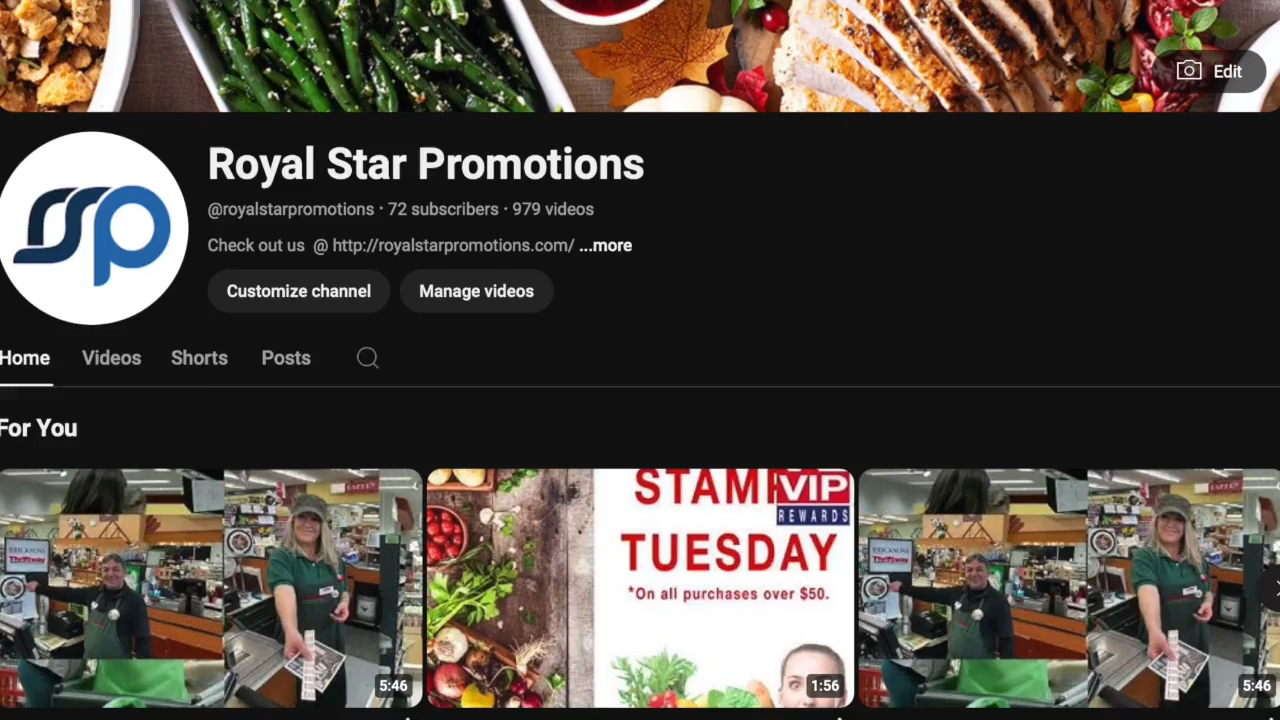 Edit
Royal Star Promotions
@royalstarpromotions · 72 subscribers · 979 videos
Check out us @ http://royalstarpromotions.com/ ...more
Customize channel
Manage videos
Home
Videos
Shorts
Posts
For You
Thriftway
5:46
VIP
REWARDS
TUESDAY
*On all purchases over $50.
1:56
Thriftway
5:46